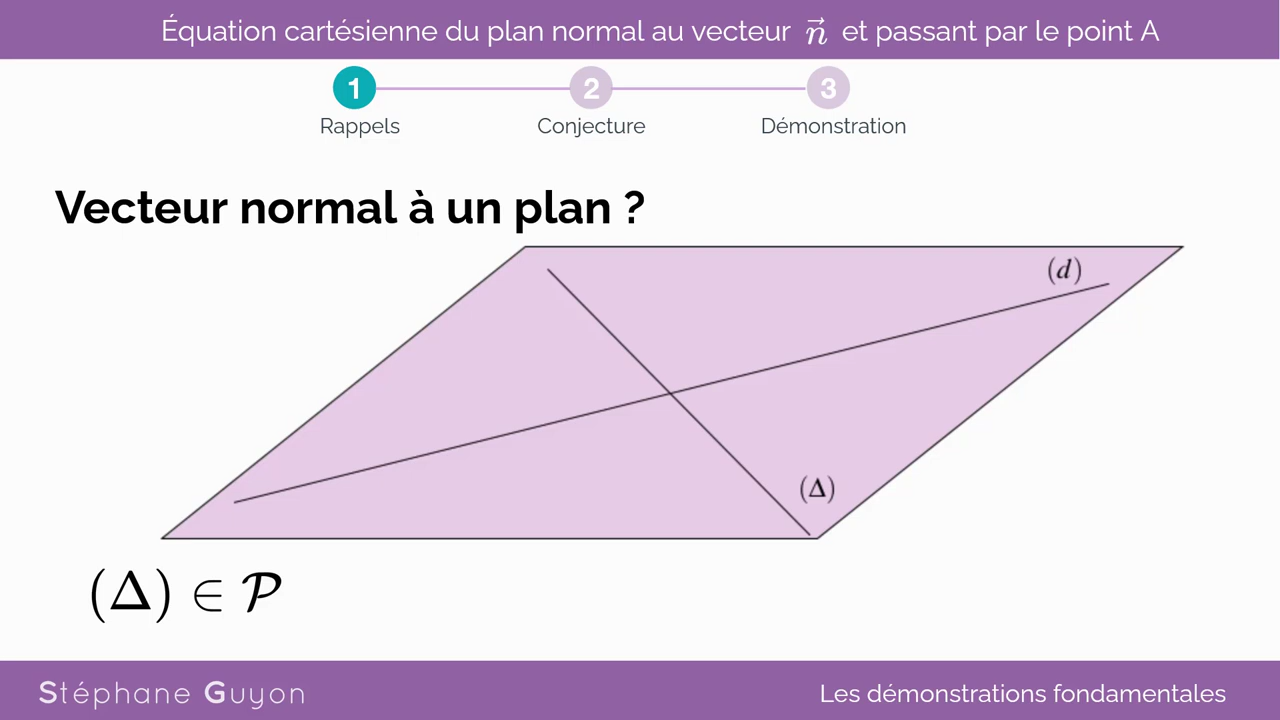 Équation cartésienne du plan normal au vecteur $\vec{n}$ et passant par le point A
1 2 3
Rappels Conjecture Démonstration
Vecteur normal à un plan ?
(d)
(Δ)
(Δ) ∈ 𝒫
Stéphane Guyon Les démonstrations fondamentales